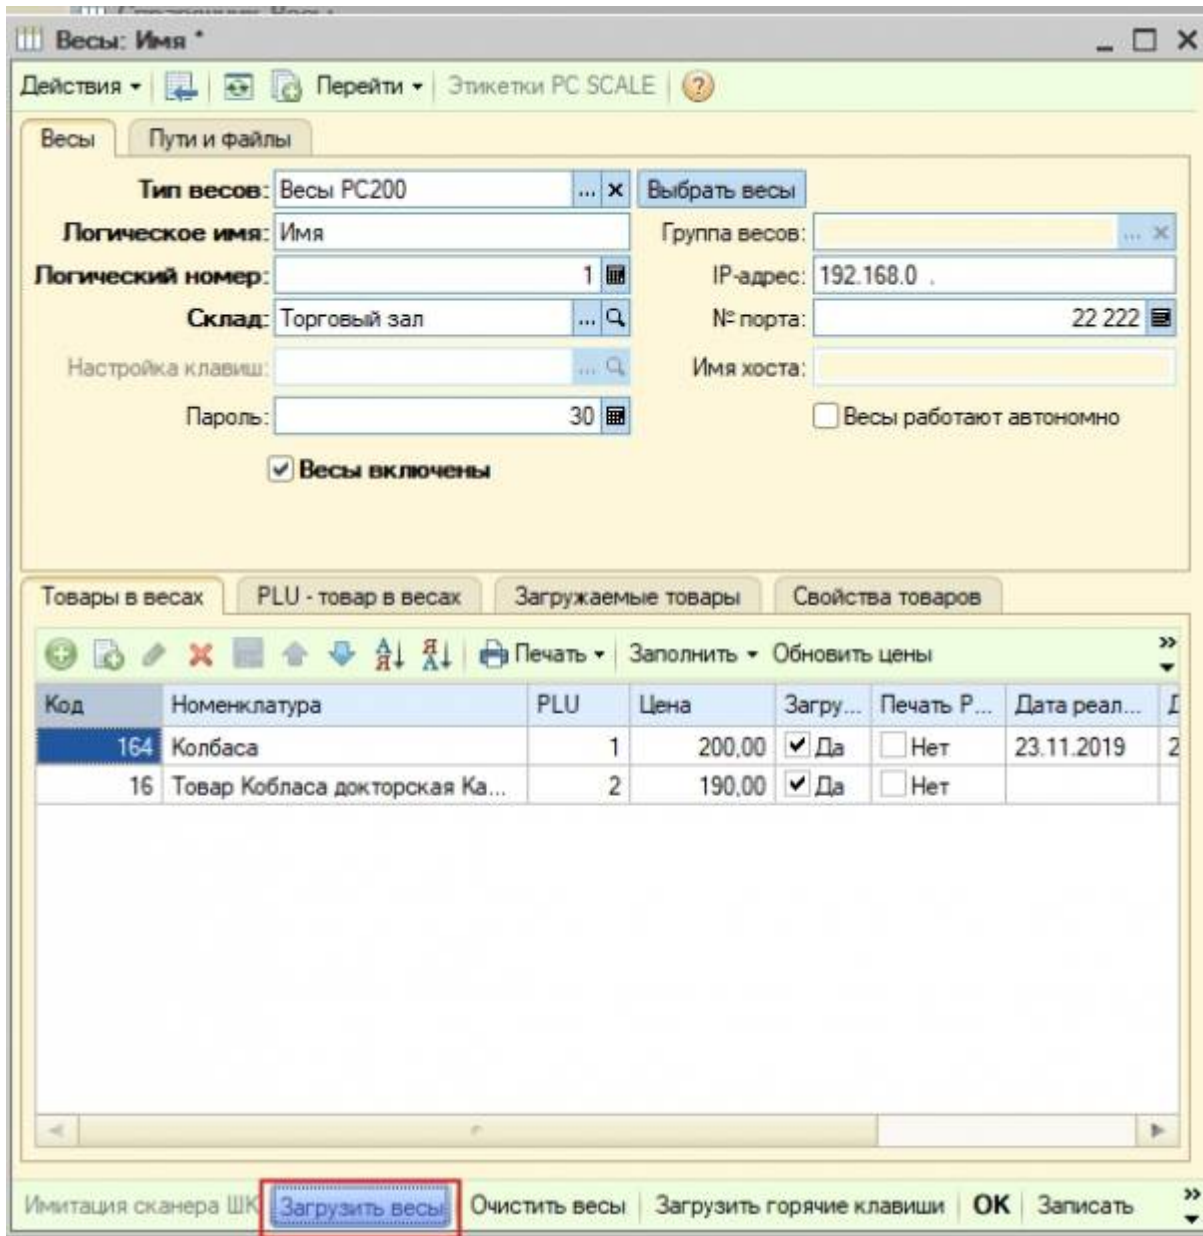 Весы: Имя *
Действия Перейти Этикетки PC SCALE ?
Весы Пути и файлы
Тип весов: Весы PC200 ... x Выбрать весы
Логическое имя: Имя Группа весов: ... x
Логический номер: 1 IP-адрес: 192.168.0 .
Склад: Торговый зал ... № порта: 22 222
Настройка клавиш: ... Имя хоста:
Пароль: 30 Весы работают автономно
Весы включены
Товары в весах PLU - товар в весах Загружаемые товары Свойства товаров
Печать Заполнить Обновить цены »
Код Номенклатура PLU Цена Загру... Печать Р... Дата реал... Д
164 Колбаса 1 200,00 Да Нет 23.11.2019 2
16 Товар Кобласа докторская Ка... 2 190,00 Да Нет
Имитация сканера ШК Загрузить весы Очистить весы Загрузить горячие клавиши OK Записать »